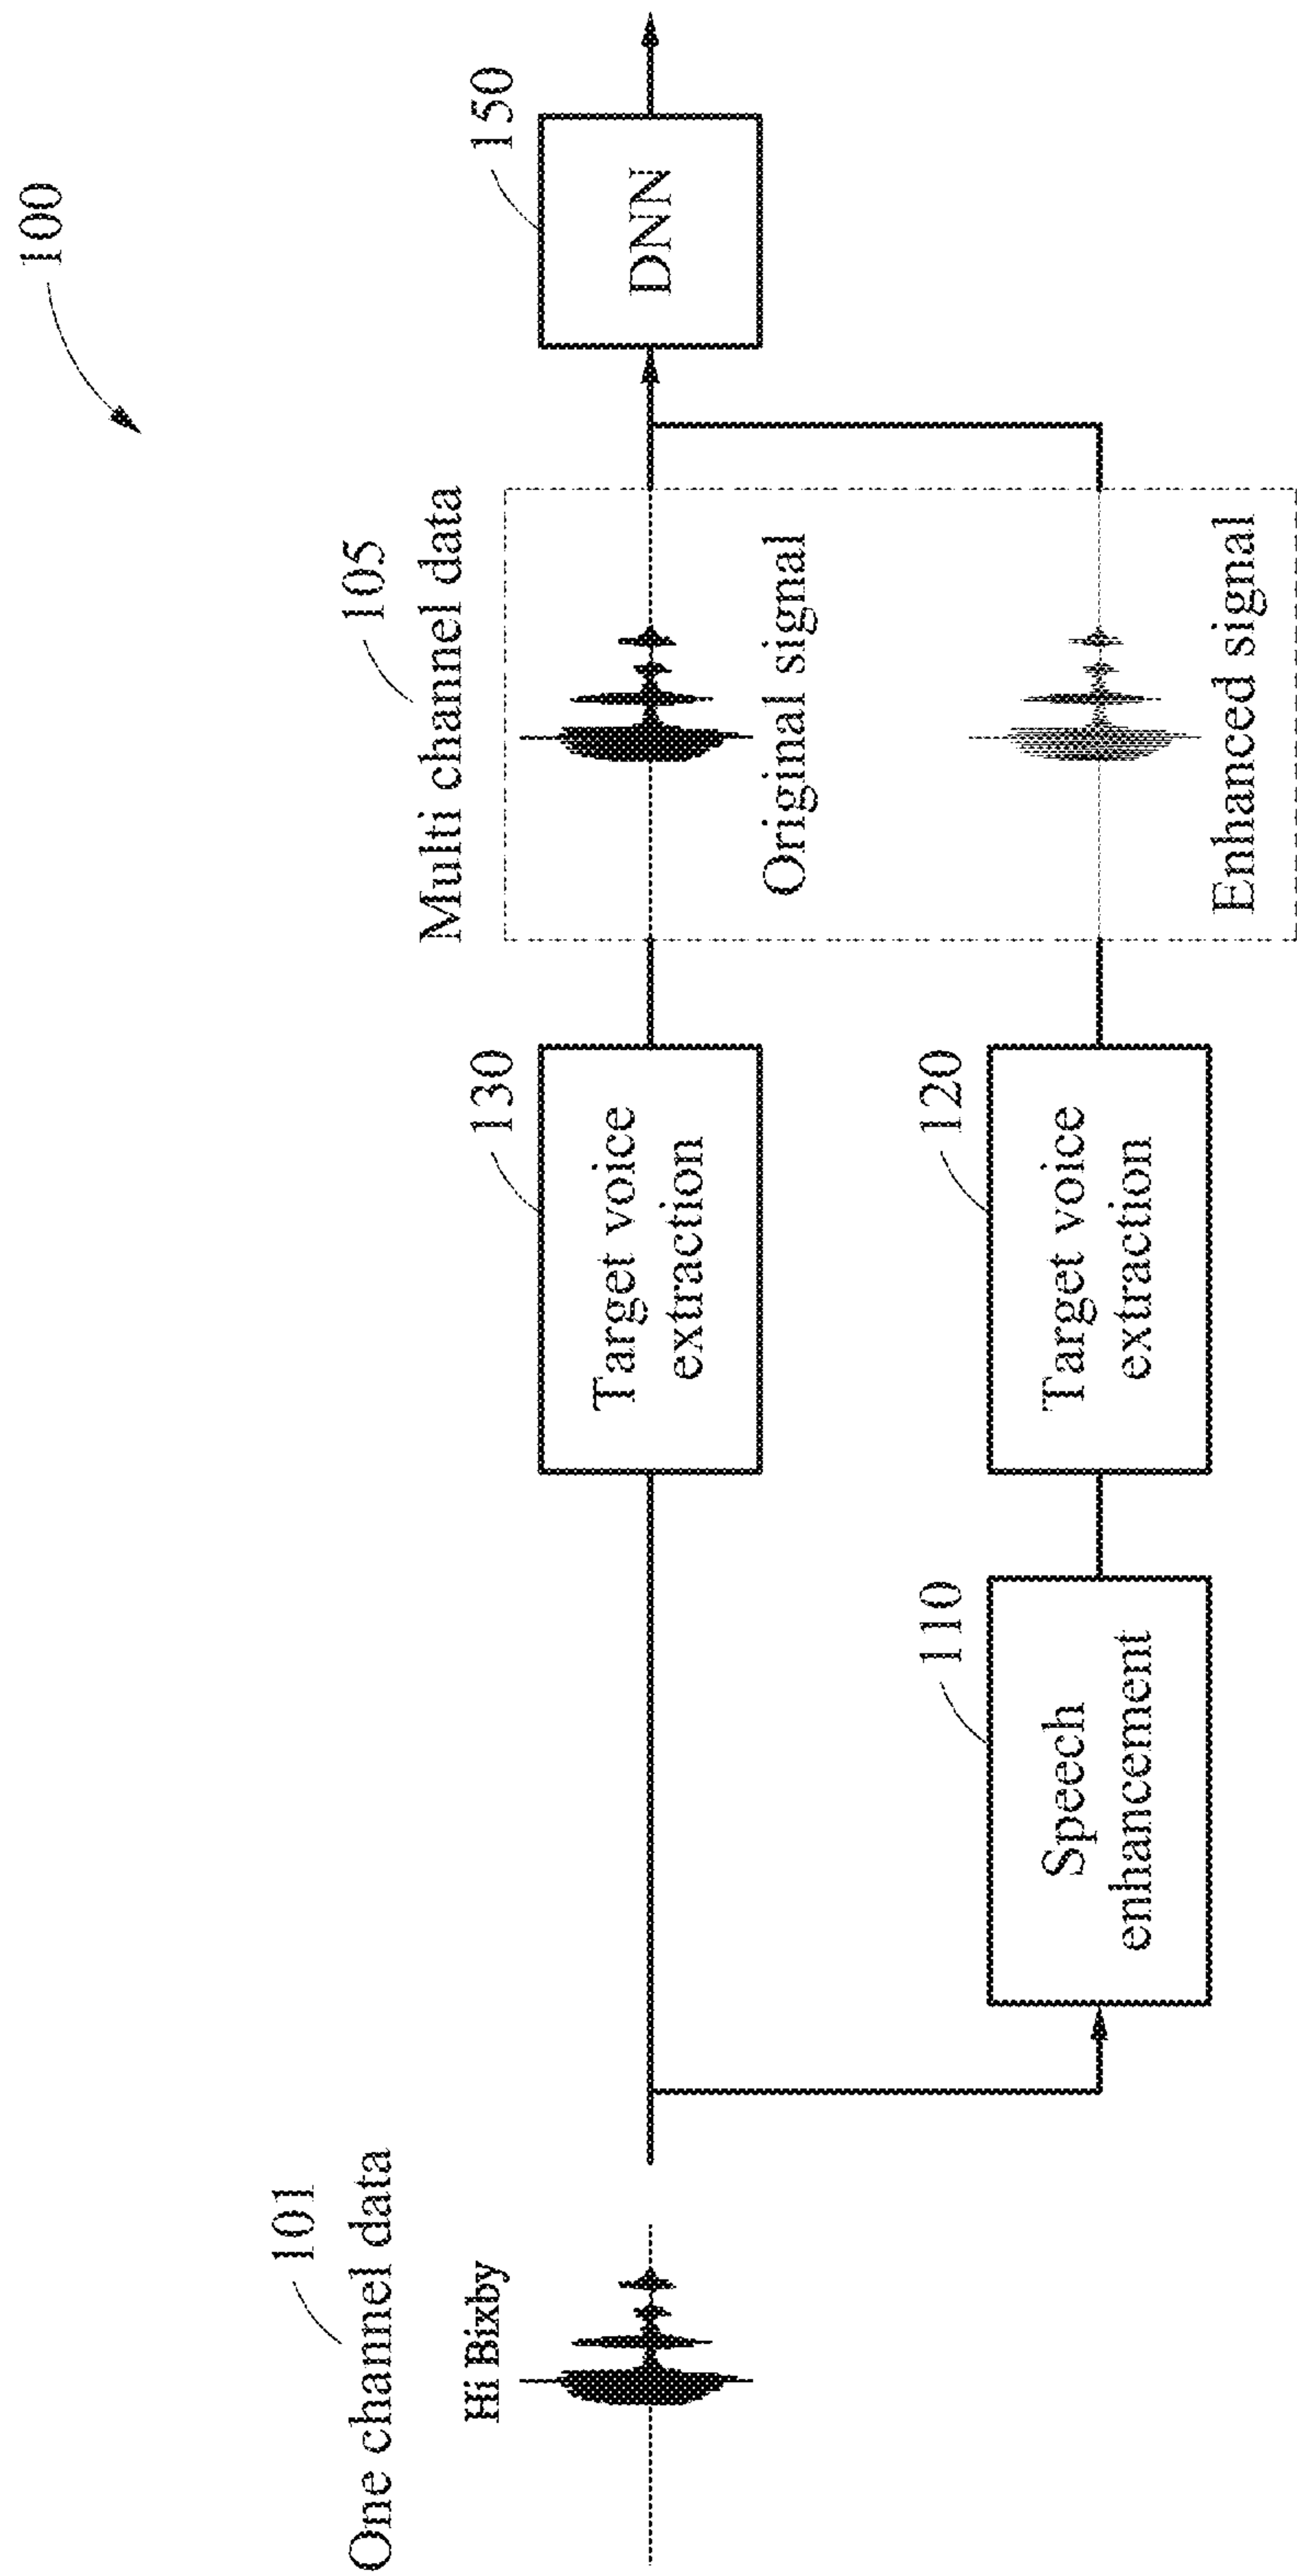 100
101
One channel data
Hi Bixby
105
Multi channel data
130
Target voice
extraction
Original signal
150
DNN
110
Speech
enhancement
120
Target voice
extraction
Enhanced signal